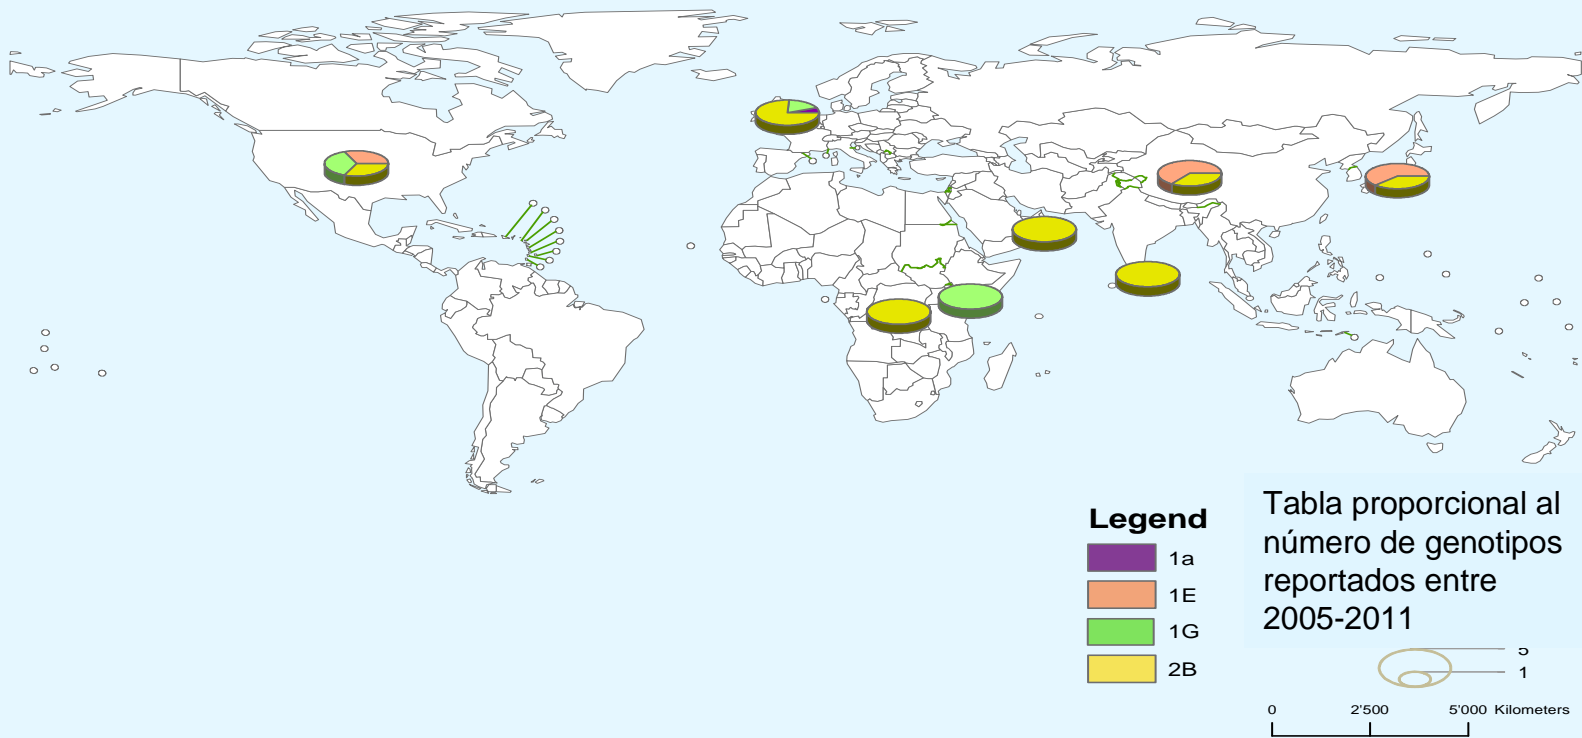 Legend
1a
1E
1G
2B
Tabla proporcional al
número de genotipos
reportados entre
2005-2011
5
1
0 2'500 5'000 Kilometers